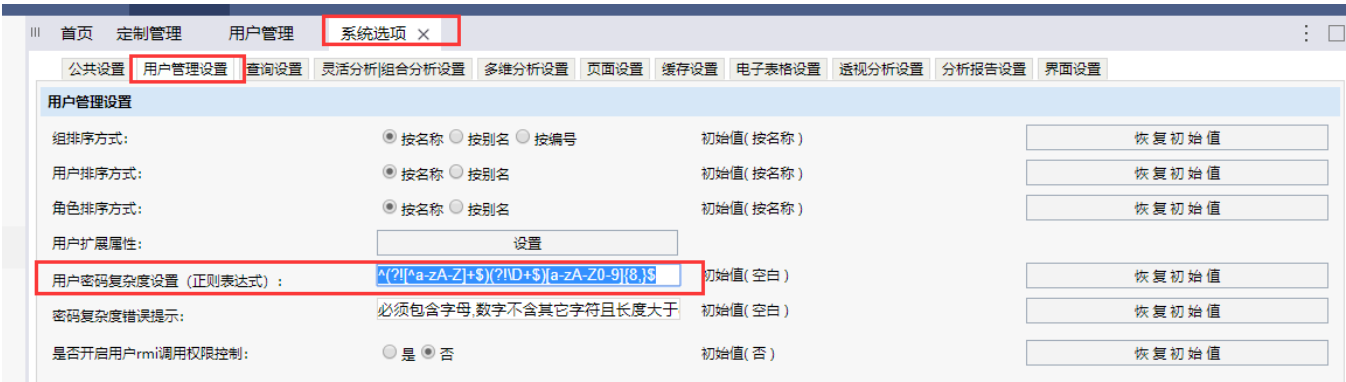 首页 定制管理 用户管理 系统选项 ×
公共设置 用户管理设置 查询设置 灵活分析|组合分析设置 多维分析设置 页面设置 缓存设置 电子表格设置 透视分析设置 分析报告设置 界面设置
用户管理设置
组排序方式: 按名称 按别名 按编号 初始值( 按名称 ) 恢复初始值
用户排序方式: 按名称 按别名 初始值( 按名称 ) 恢复初始值
角色排序方式: 按名称 按别名 初始值( 按名称 ) 恢复初始值
用户扩展属性: 设置
用户密码复杂度设置（正则表达式）: ^(?![^a-zA-Z]+$)(?!\D+$)[a-zA-Z0-9]{8,}$ 初始值( 空白 ) 恢复初始值
密码复杂度错误提示: 必须包含字母,数字不含其它字符且长度大于 初始值( 空白 ) 恢复初始值
是否开启用户rmi调用权限控制: 是 否 初始值( 否 ) 恢复初始值